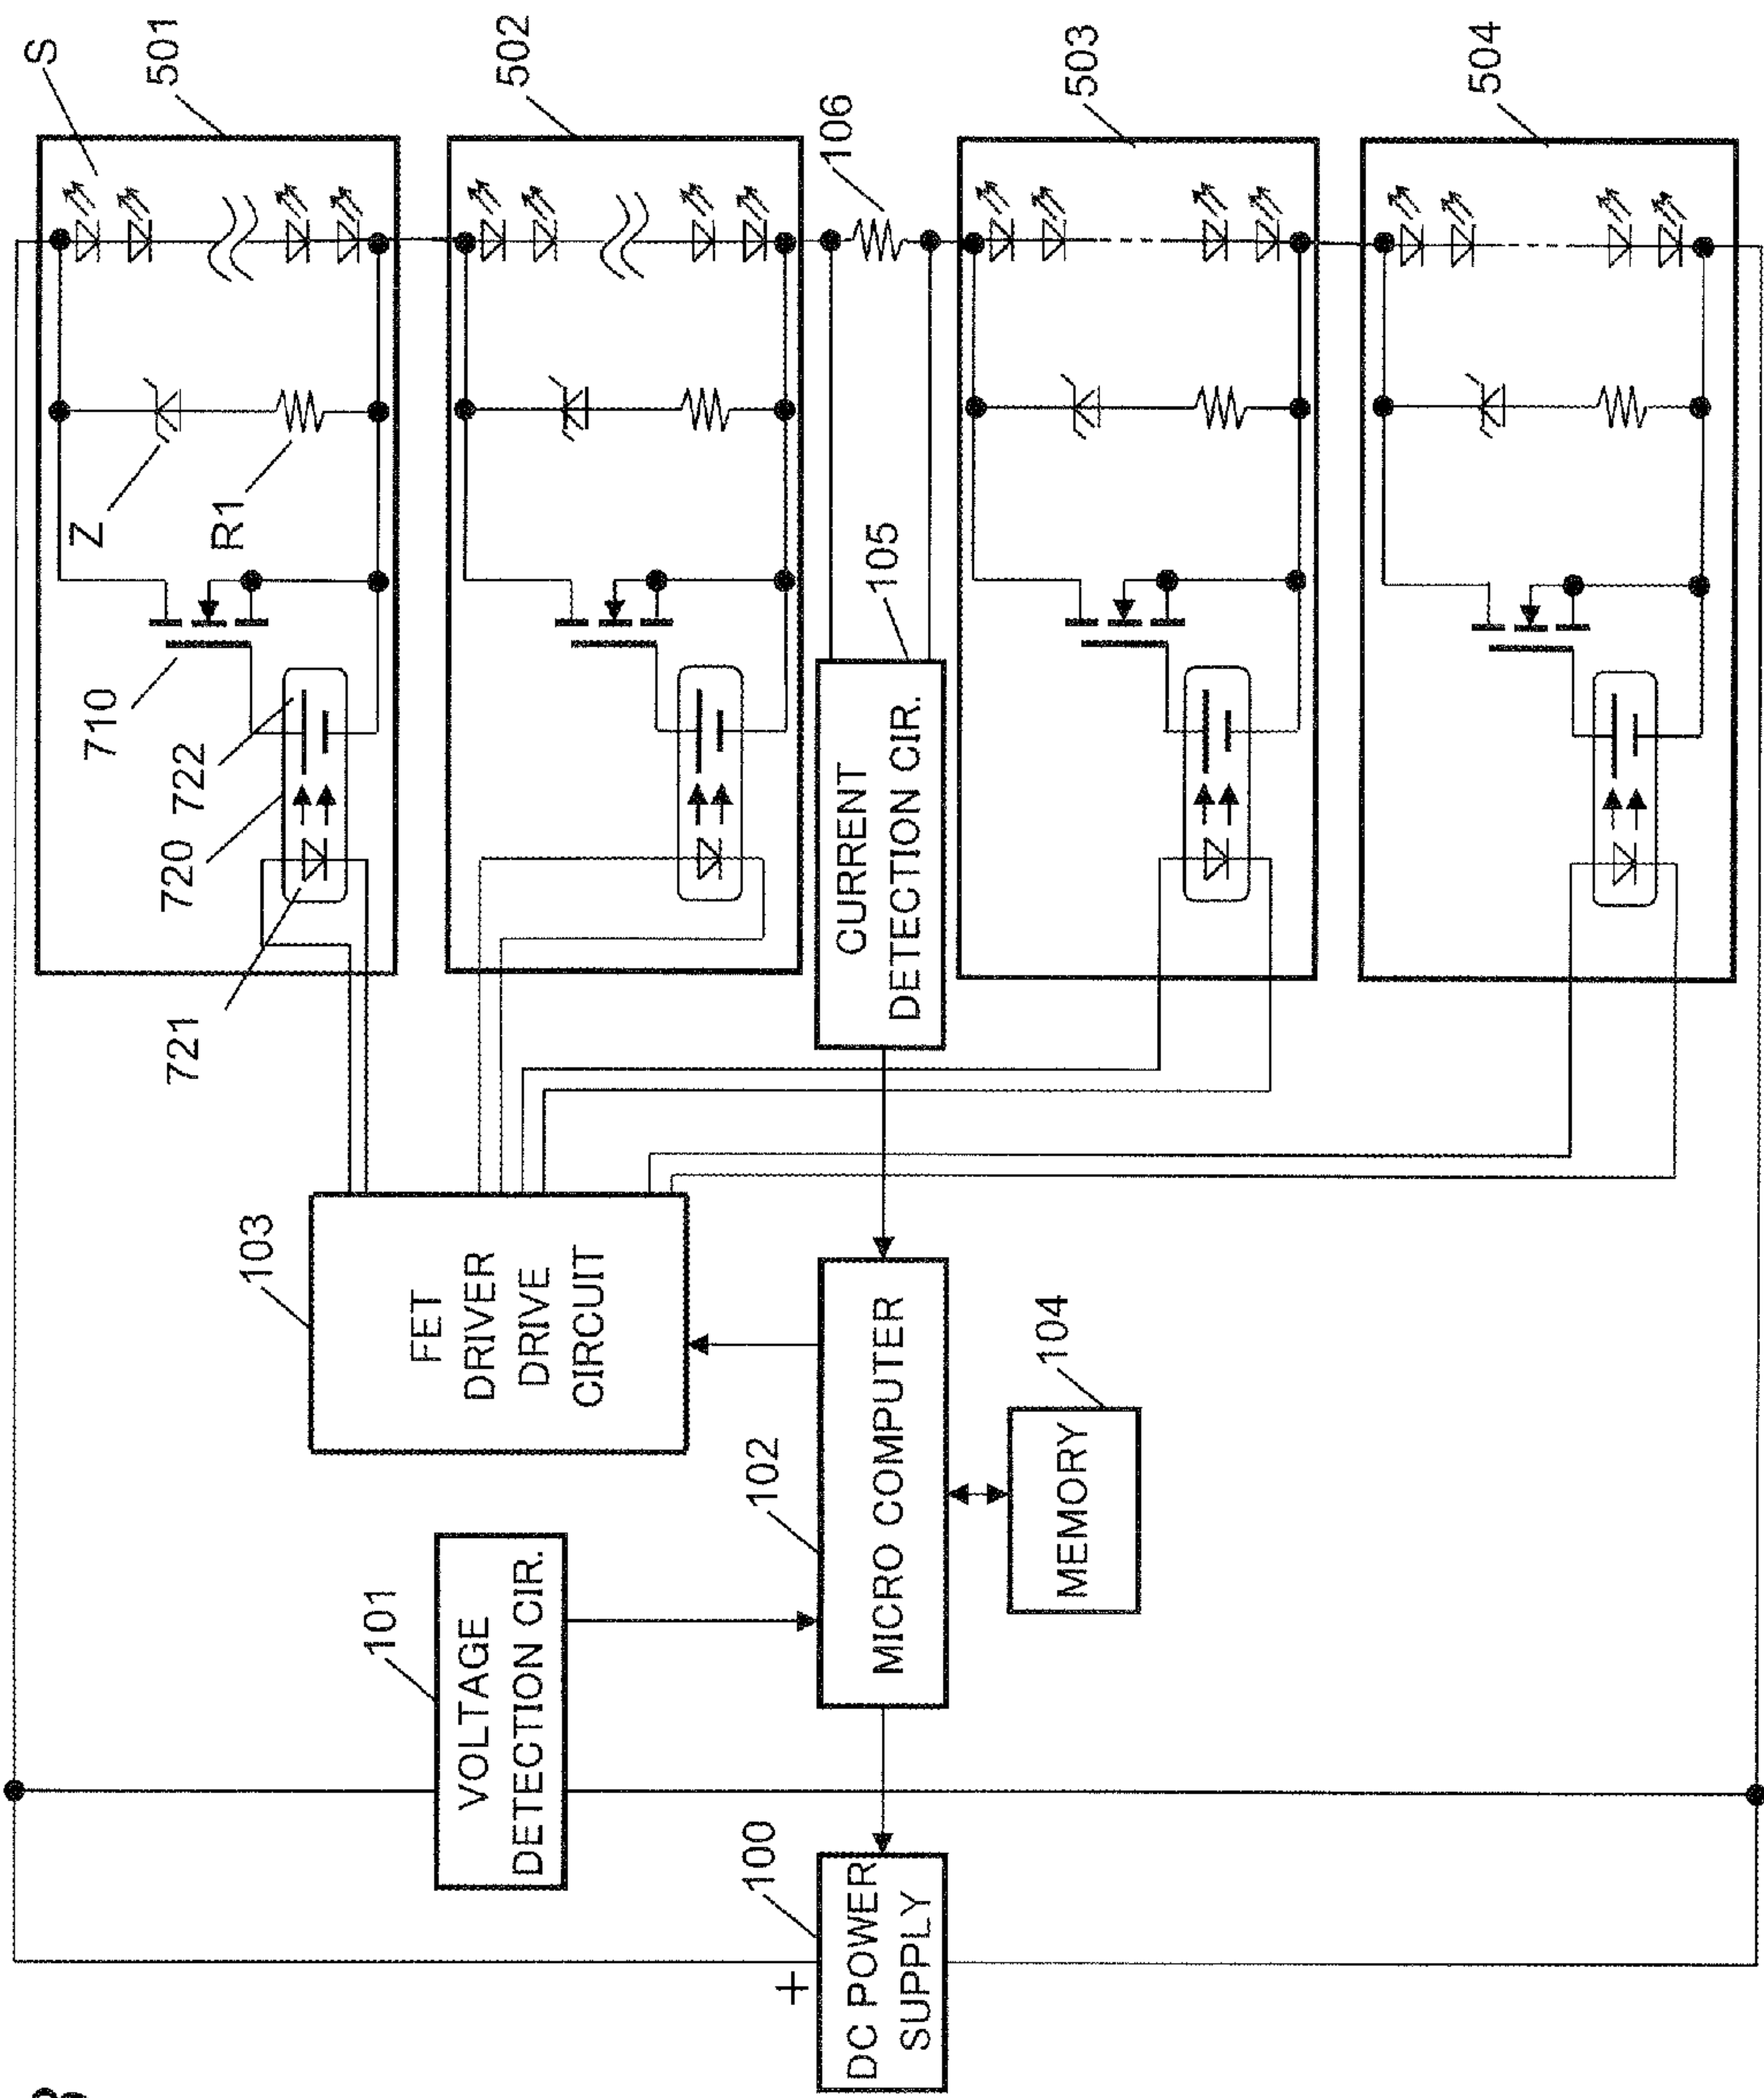 S
501
502
106
503
504
Z
R1
105
710
722
720
721
CURRENT
DETECTION CIR.
103
FET
DRIVER
DRIVE
CIRCUIT
104
102
MICRO COMPUTER
MEMORY
101
VOLTAGE
DETECTION CIR.
100
+
DC POWER
SUPPLY